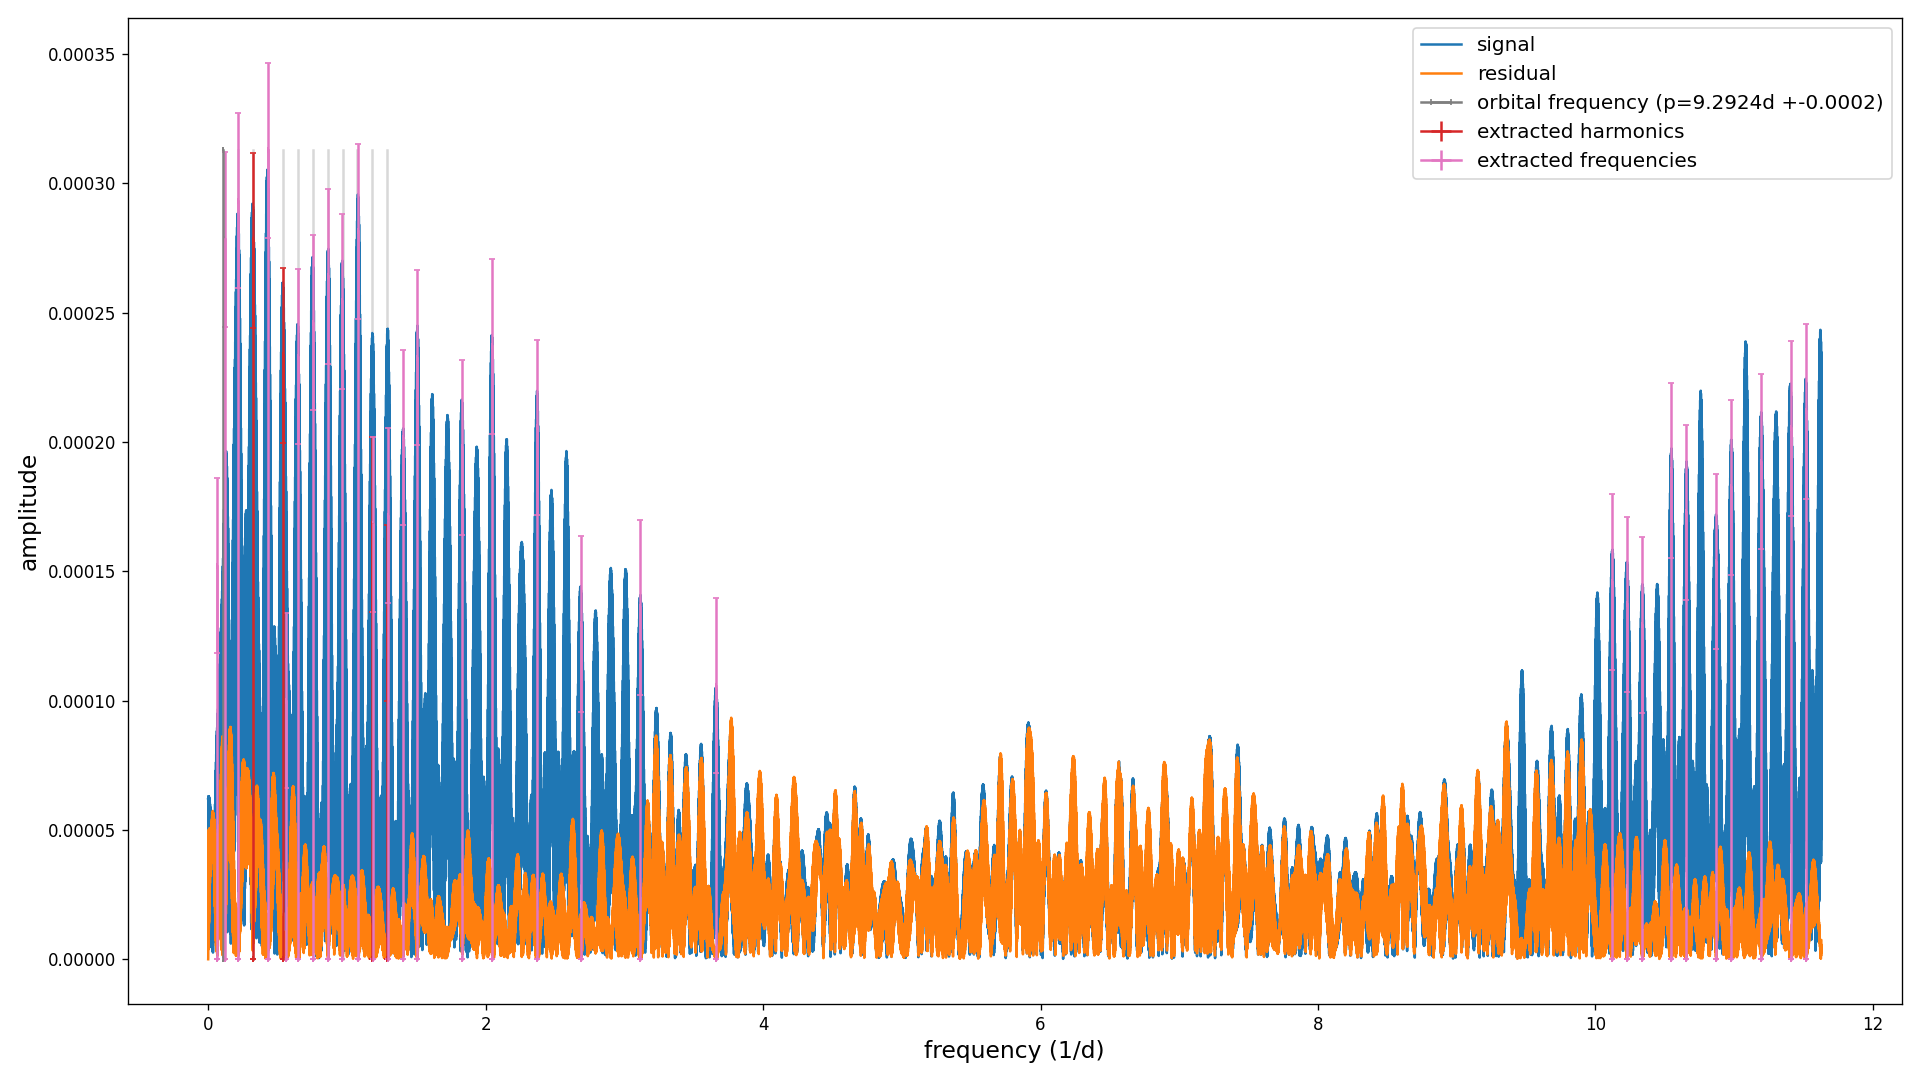 signal
residual
orbital frequency (p=9.2924d +-0.0002)
extracted harmonics
extracted frequencies
0.00035
0.00030
0.00025
0.00020
0.00015
0.00010
0.00005
0.00000
amplitude
0 2 4 6 8 10 12
frequency (1/d)